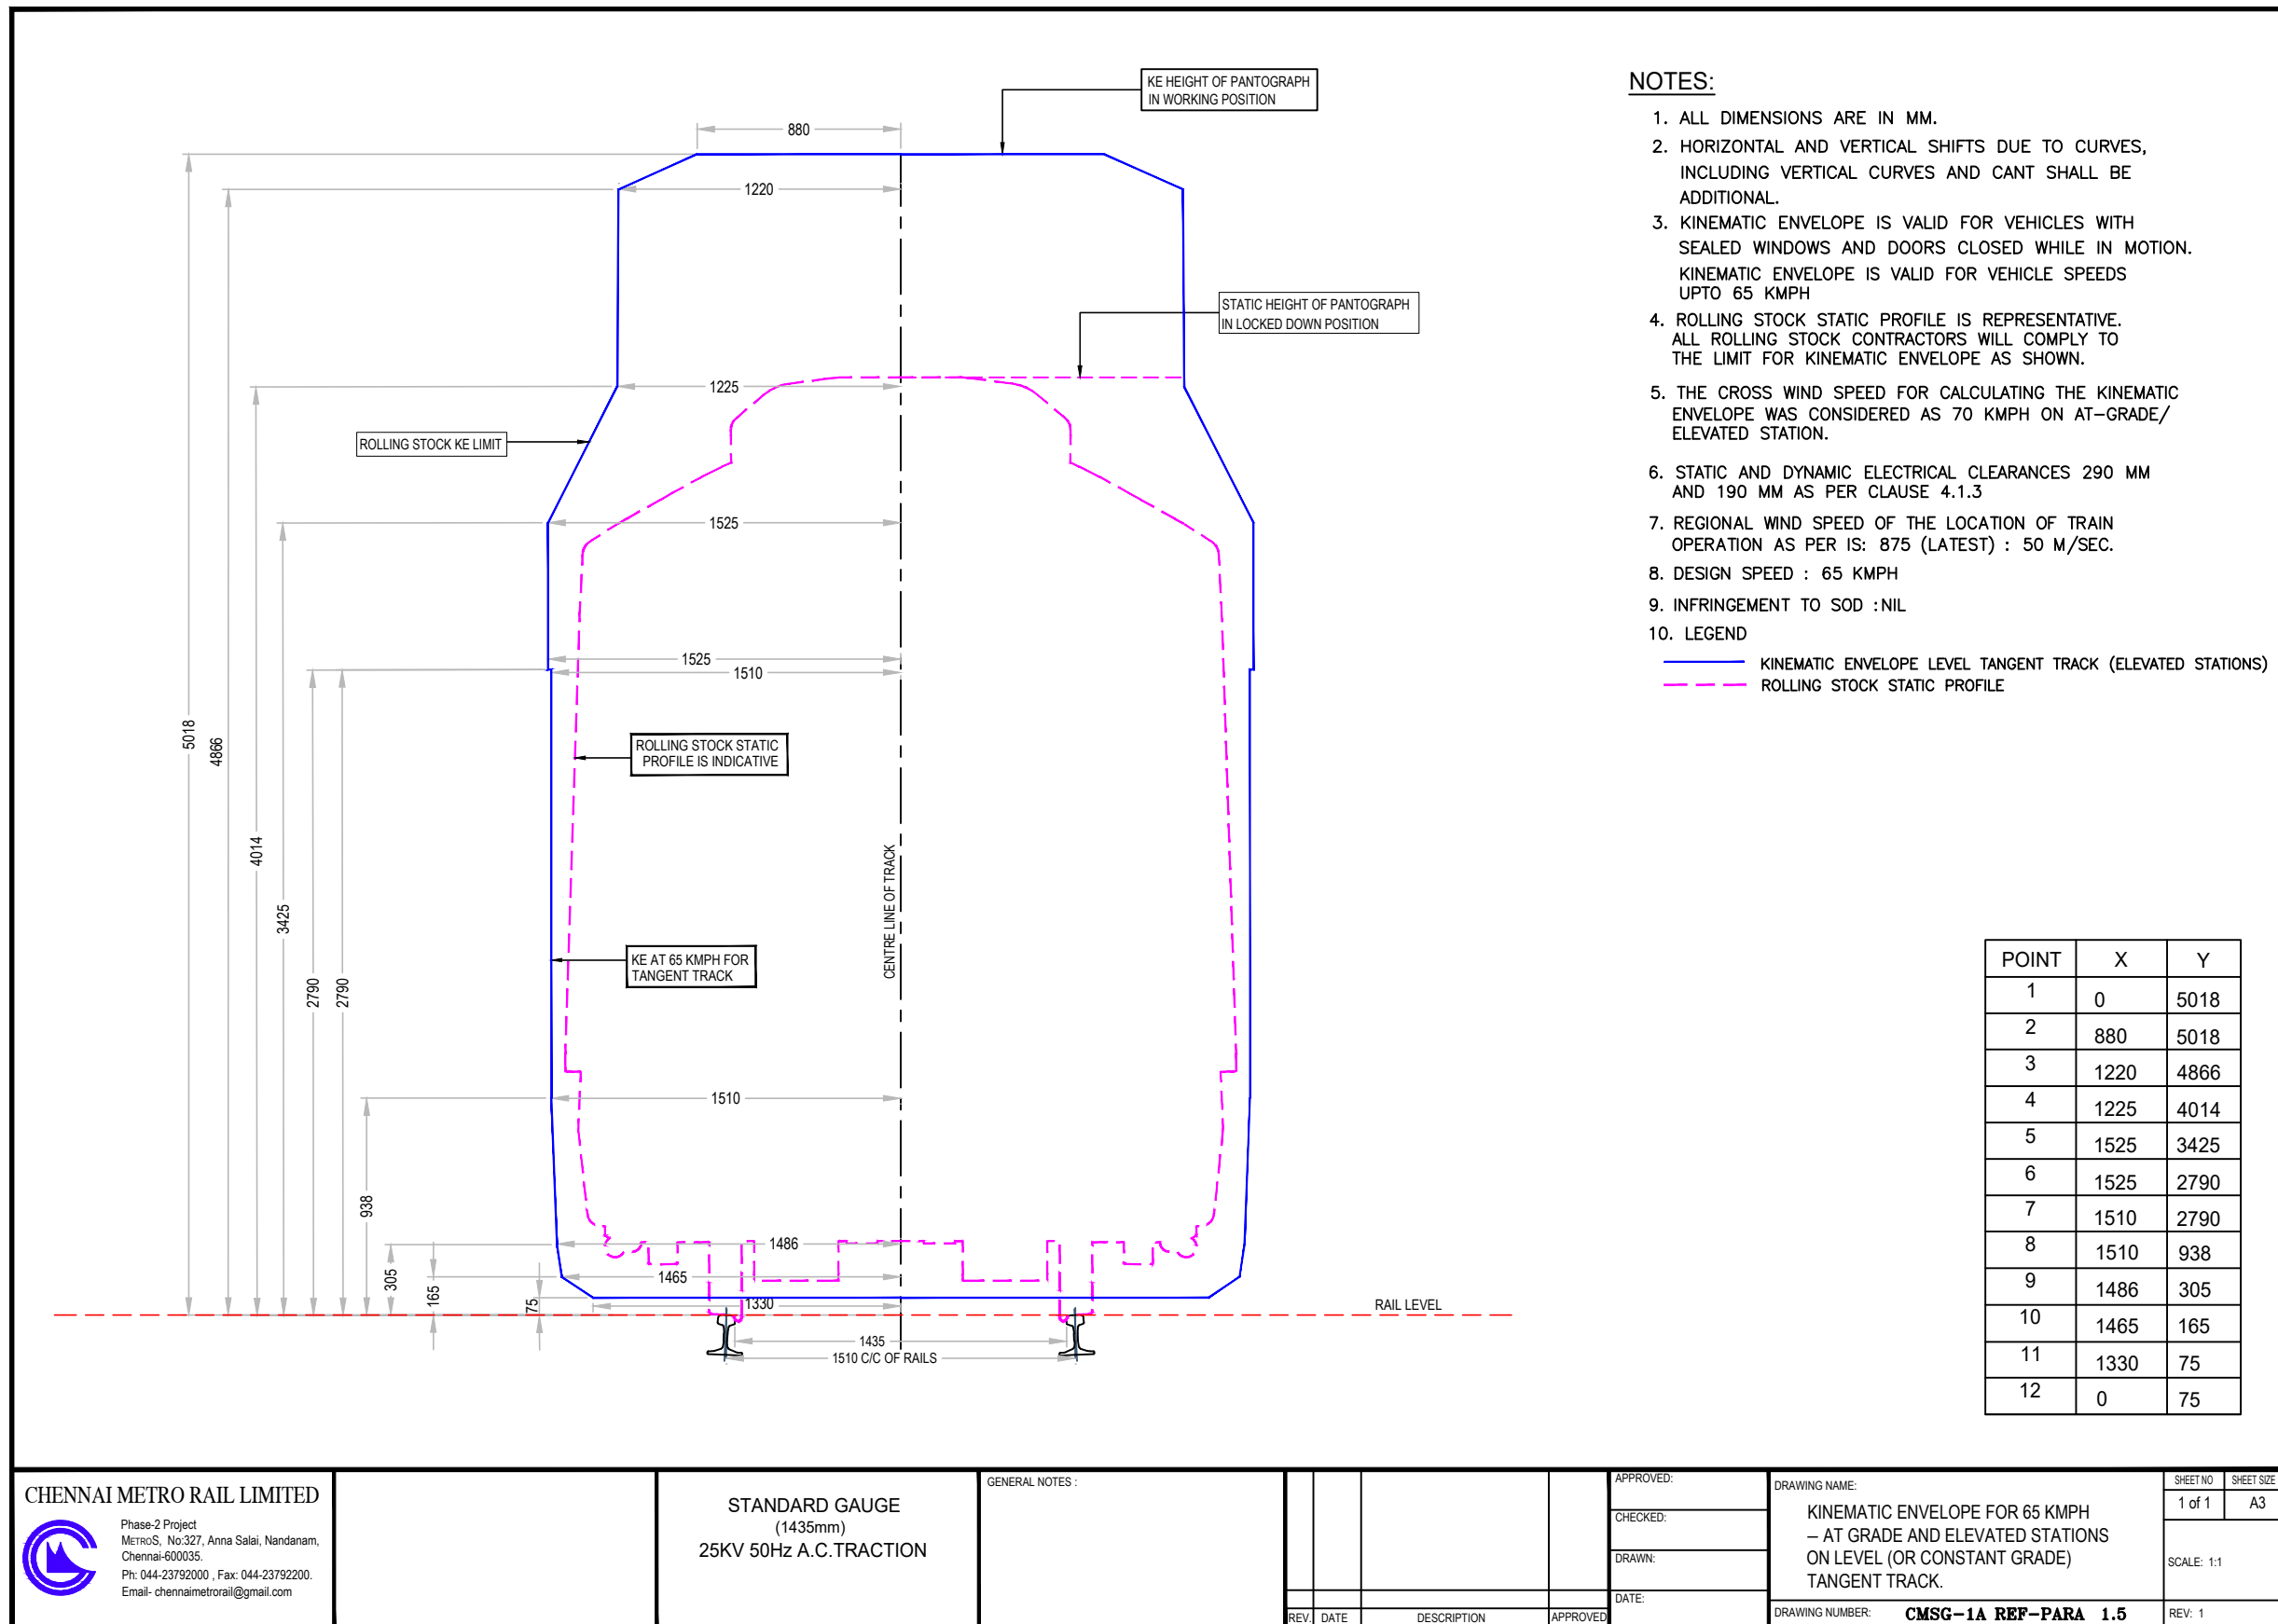 KE HEIGHT OF PANTOGRAPH
IN WORKING POSITION
880
1220
STATIC HEIGHT OF PANTOGRAPH
IN LOCKED DOWN POSITION
1225
ROLLING STOCK KE LIMIT
1525
1525
1510
5018
4866
4014
3425
2790
2790
938
305
165
75
ROLLING STOCK STATIC
PROFILE IS INDICATIVE
CENTRE LINE OF TRACK
KE AT 65 KMPH FOR
TANGENT TRACK
1510
1486
1465
1330
RAIL LEVEL
1435
1510 C/C OF RAILS
NOTES:
1. ALL DIMENSIONS ARE IN MM.
2. HORIZONTAL AND VERTICAL SHIFTS DUE TO CURVES,
INCLUDING VERTICAL CURVES AND CANT SHALL BE
ADDITIONAL.
3. KINEMATIC ENVELOPE IS VALID FOR VEHICLES WITH
SEALED WINDOWS AND DOORS CLOSED WHILE IN MOTION.
KINEMATIC ENVELOPE IS VALID FOR VEHICLE SPEEDS
UPTO 65 KMPH
4. ROLLING STOCK STATIC PROFILE IS REPRESENTATIVE.
ALL ROLLING STOCK CONTRACTORS WILL COMPLY TO
THE LIMIT FOR KINEMATIC ENVELOPE AS SHOWN.
5. THE CROSS WIND SPEED FOR CALCULATING THE KINEMATIC
ENVELOPE WAS CONSIDERED AS 70 KMPH ON AT-GRADE/
ELEVATED STATION.
6. STATIC AND DYNAMIC ELECTRICAL CLEARANCES 290 MM
AND 190 MM AS PER CLAUSE 4.1.3
7. REGIONAL WIND SPEED OF THE LOCATION OF TRAIN
OPERATION AS PER IS: 875 (LATEST) : 50 M/SEC.
8. DESIGN SPEED : 65 KMPH
9. INFRINGEMENT TO SOD :NIL
10. LEGEND
KINEMATIC ENVELOPE LEVEL TANGENT TRACK (ELEVATED STATIONS)
ROLLING STOCK STATIC PROFILE
POINT X Y
1 0 5018
2 880 5018
3 1220 4866
4 1225 4014
5 1525 3425
6 1525 2790
7 1510 2790
8 1510 938
9 1486 305
10 1465 165
11 1330 75
12 0 75
CHENNAI METRO RAIL LIMITED
Phase-2 Project
METROS, No:327, Anna Salai, Nandanam,
Chennai-600035.
Ph: 044-23792000 , Fax: 044-23792200.
Email- chennaimetrorail@gmail.com
STANDARD GAUGE
(1435mm)
25KV 50Hz A.C.TRACTION
GENERAL NOTES :
REV. DATE DESCRIPTION APPROVED
APPROVED:
CHECKED:
DRAWN:
DATE:
DRAWING NAME:
KINEMATIC ENVELOPE FOR 65 KMPH
– AT GRADE AND ELEVATED STATIONS
ON LEVEL (OR CONSTANT GRADE)
TANGENT TRACK.
DRAWING NUMBER: CMSG-1A REF-PARA 1.5
SHEET NO SHEET SIZE
1 of 1 A3
SCALE: 1:1
REV: 1